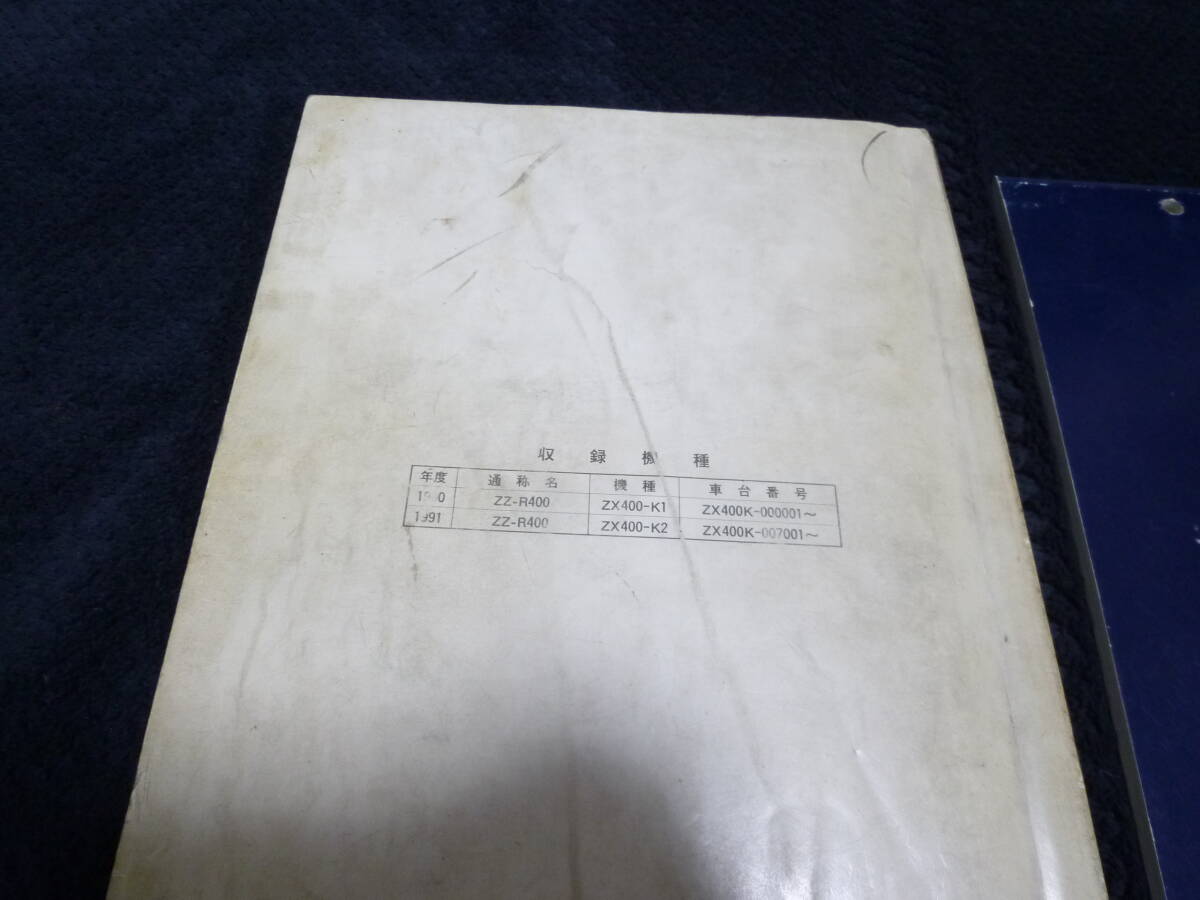 収録機種
年度 通称名 機種 車台番号
1990 ZZ-R400 ZX400-K1 ZX400K-000001～
1991 ZZ-R400 ZX400-K2 ZX400K-007001～